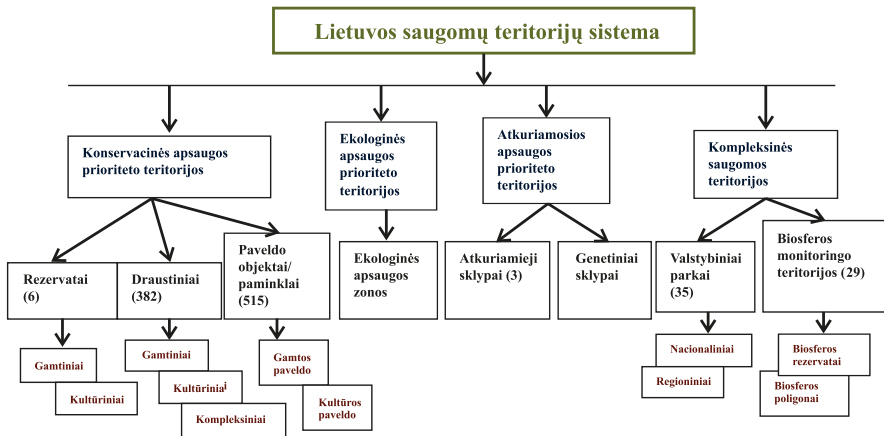 Lietuvos saugomų teritorijų sistema
Konservacinės apsaugos
prioriteto teritorijos
Ekologinės
apsaugos
prioriteto
teritorijos
Atkuriamosios
apsaugos
prioriteto
teritorijos
Kompleksinės
saugomos
teritorijos
Rezervatai
(6)
Draustiniai
(382)
Paveldo
objektai/
paminklai
(515)
Ekologinės
apsaugos
zonos
Atkuriamieji
sklypai (3)
Genetiniai
sklypai
Valstybiniai
parkai
(35)
Biosferos
monitoringo
teritorijos (29)
Gamtiniai
Kultūriniai
Gamtiniai
Kultūriniai
Kompleksiniai
Gamtos
paveldo
Kultūros
paveldo
Nacionaliniai
Regioniniai
Biosferos
rezervatai
Biosferos
poligonai